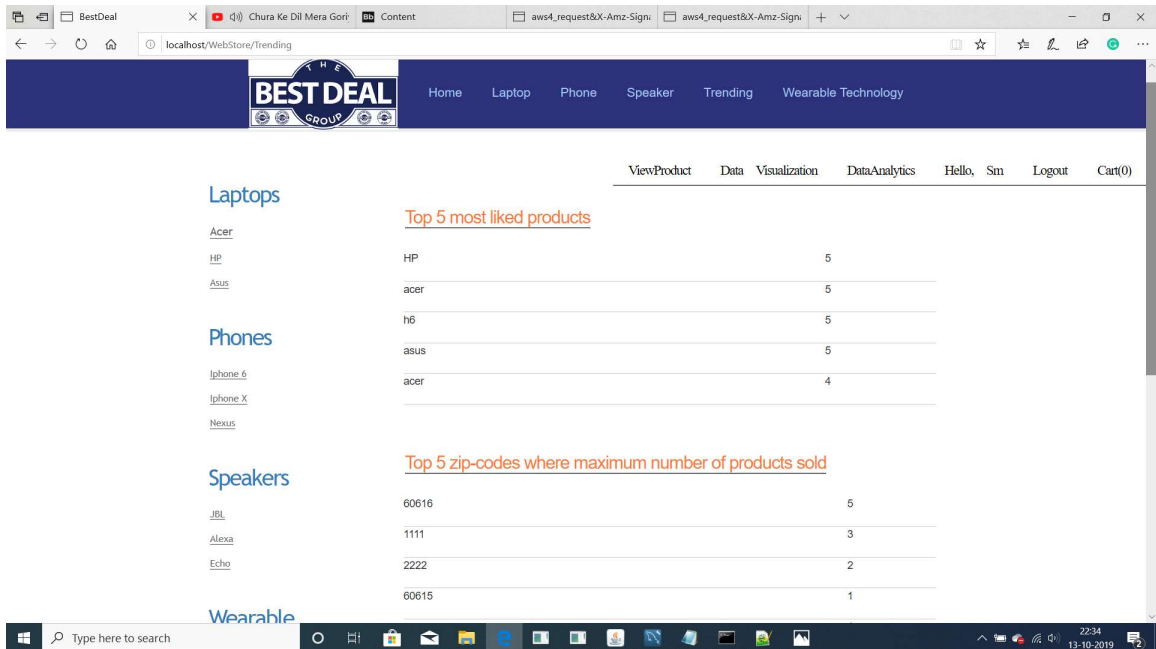 BestDeal
Chura Ke Dil Mera Gori
Bb Content
aws4_request&X-Amz-Sign
aws4_request&X-Amz-Sign
localhost/WebStore/Trending
THE
BEST DEAL
GROUP
Home Laptop Phone Speaker Trending Wearable Technology
ViewProduct Data Visualization DataAnalytics Hello, Sm Logout Cart(0)
Laptops
Acer
HP
Asus
Phones
Iphone 6
Iphone X
Nexus
Speakers
JBL
Alexa
Echo
Wearable
Top 5 most liked products
HP 5
acer 5
h6 5
asus 5
acer 4
Top 5 zip-codes where maximum number of products sold
60616 5
1111 3
2222 2
60615 1
Type here to search
22:34
13-10-2019
2